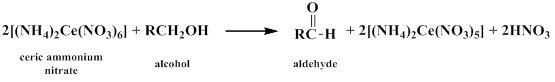 O
2[(NH₄)₂Ce(NO₃)₆] + RCH₂OH ⟶ RC-H + 2[(NH₄)₂Ce(NO₃)₅] + 2HNO₃
ceric ammonium nitrate
alcohol
aldehyde